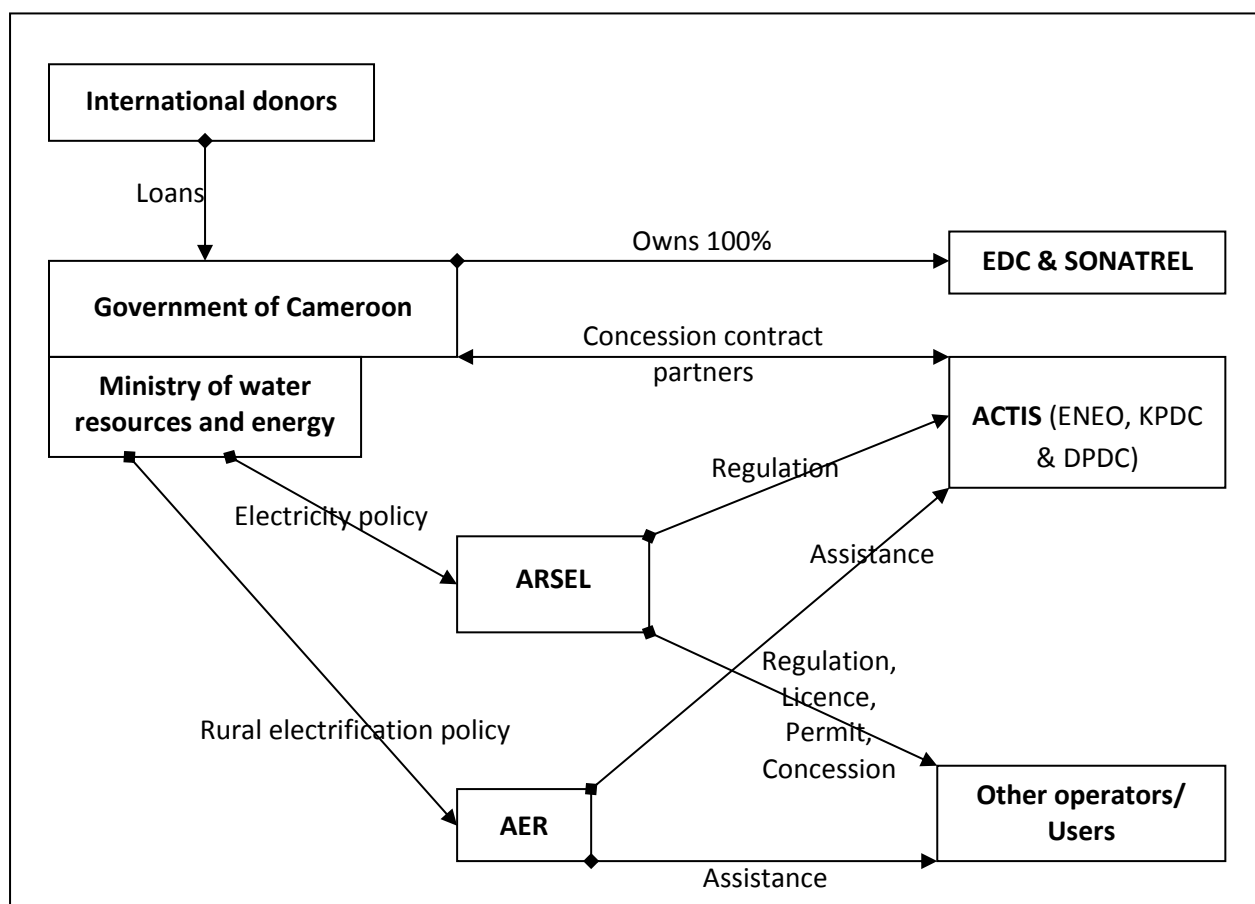 International donors
Loans
Owns 100%
EDC & SONATREL
Government of Cameroon
Concession contract
partners
Ministry of water
resources and energy
ACTIS (ENEO, KPDC
& DPDC)
Regulation
Electricity policy
Assistance
ARSEL
Regulation,
Licence,
Permit,
Concession
Rural electrification policy
Other operators/
Users
AER
Assistance